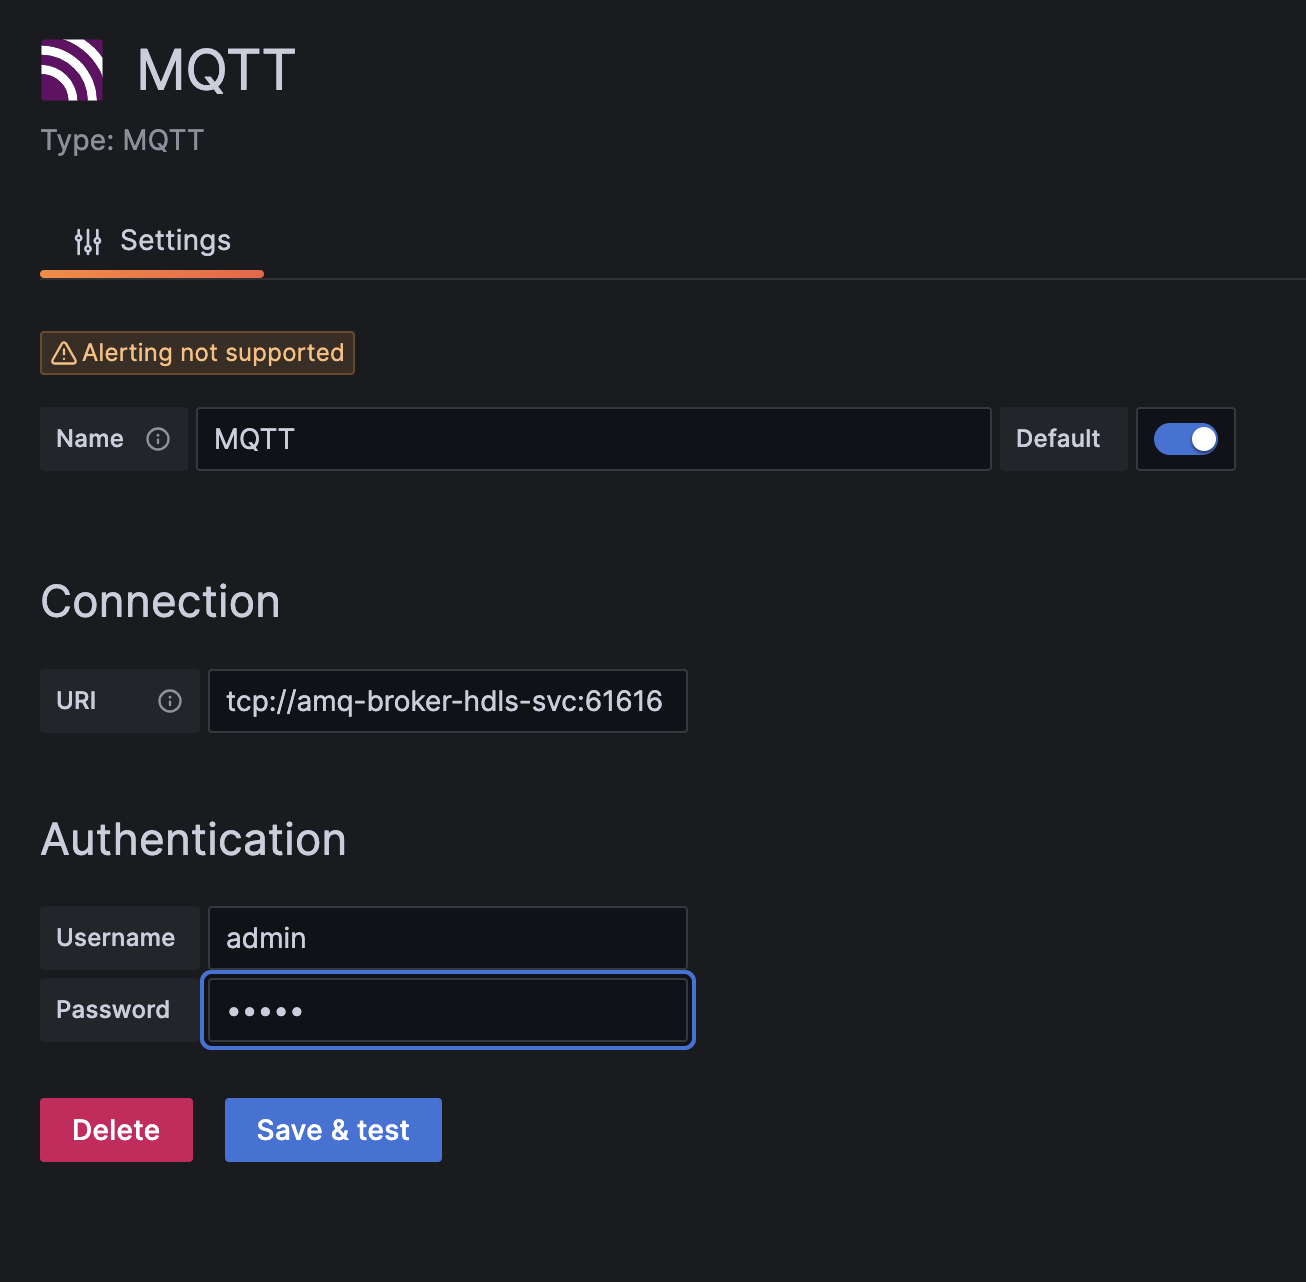 MQTT
Type: MQTT
Settings
Alerting not supported
Name MQTT Default
Connection
URI tcp://amq-broker-hdls-svc:61616
Authentication
Username admin
Password •••••
Delete Save & test